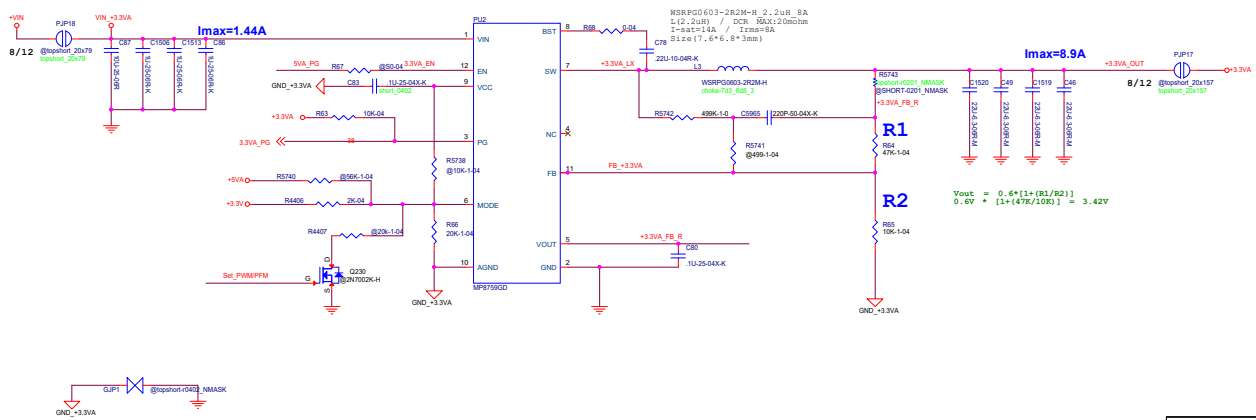 +VIN
PJP18
VIN_+3.3VA
8/12
@topshort_20x79
topshort_20x79
Imax=1.44A
C87
10U-25-08R
C1506
1U-25-06R-K
C1513
1U-25-06R-K
C86
1U-25-06R-K
5VA_PG
R67
@S0-04
3.3VA_EN
GND_+3.3VA
C83
.1U-25-04X-K
short_0402
+3.3VA
R63
10K-04
3.3VA_PG
38
R5738
@10K-1-04
+5VA
R5740
@56K-1-04
+3.3V
R4406
2K-04
R4407
@20k-1-04
R66
20K-1-04
Set_PWM/PFM
G
D
S
Q230
@2N7002K-H
GND_+3.3VA
PU2
1
VIN
12
EN
9
VCC
3
PG
6
MODE
10
AGND
MP8759GD
BST
8
SW
7
NC
4
FB
11
VOUT
5
GND
2
R68
0-04
C78
.22U-10-04R-K
WSRPG0603-2R2M-H_2.2uH_8A
L(2.2uH) / DCR MAX:20mohm
I-sat=14A / Irms=8A
Size(7.6*6.8*3mm)
+3.3VA_LX
L3
WSRPG0603-2R2M-H
choke-7d3_6d8_3
R5742
499K-1-0
C5965
220P-50-04X-K
R5741
@499-1-04
FB_+3.3VA
+3.3VA_FB_R
C80
.1U-25-04X-K
R5743
@SHORT-0201_NMASK
+3.3VA_FB_R
R1
R64
47K-1-04
R2
R65
10K-1-04
GND_+3.3VA
Imax=8.9A
+3.3VA_OUT
PJP17
+3.3VA
8/12
@topshort_20x157
topshort_20x157
C1520
22U-6.3-06R-M
C49
22U-6.3-06R-M
C1519
22U-6.3-06R-M
C46
22U-6.3-06R-M
Vout = 0.6*[1+(R1/R2)]
0.6V * [1+(47K/10K)] = 3.42V
GJP1
@topshort-r0402_NMASK
GND_+3.3VA